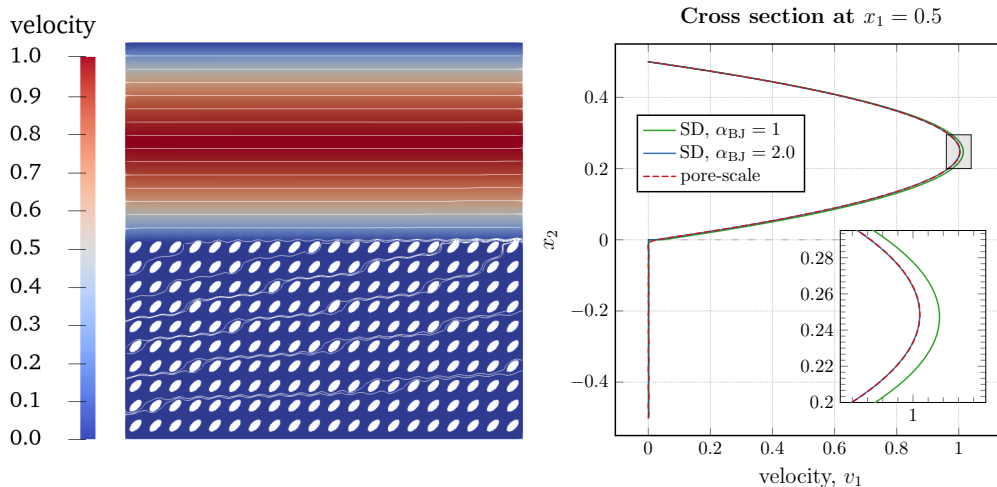 velocity
1.0
0.9
0.8
0.7
0.6
0.5
0.4
0.3
0.2
0.1
0.0
Cross section at x₁ = 0.5
x₂
0.4
0.2
0
−0.2
−0.4
SD, α_BJ = 1
SD, α_BJ = 2.0
pore-scale
0.28
0.26
0.24
0.22
0.2
1
0 0.2 0.4 0.6 0.8 1
velocity, v₁